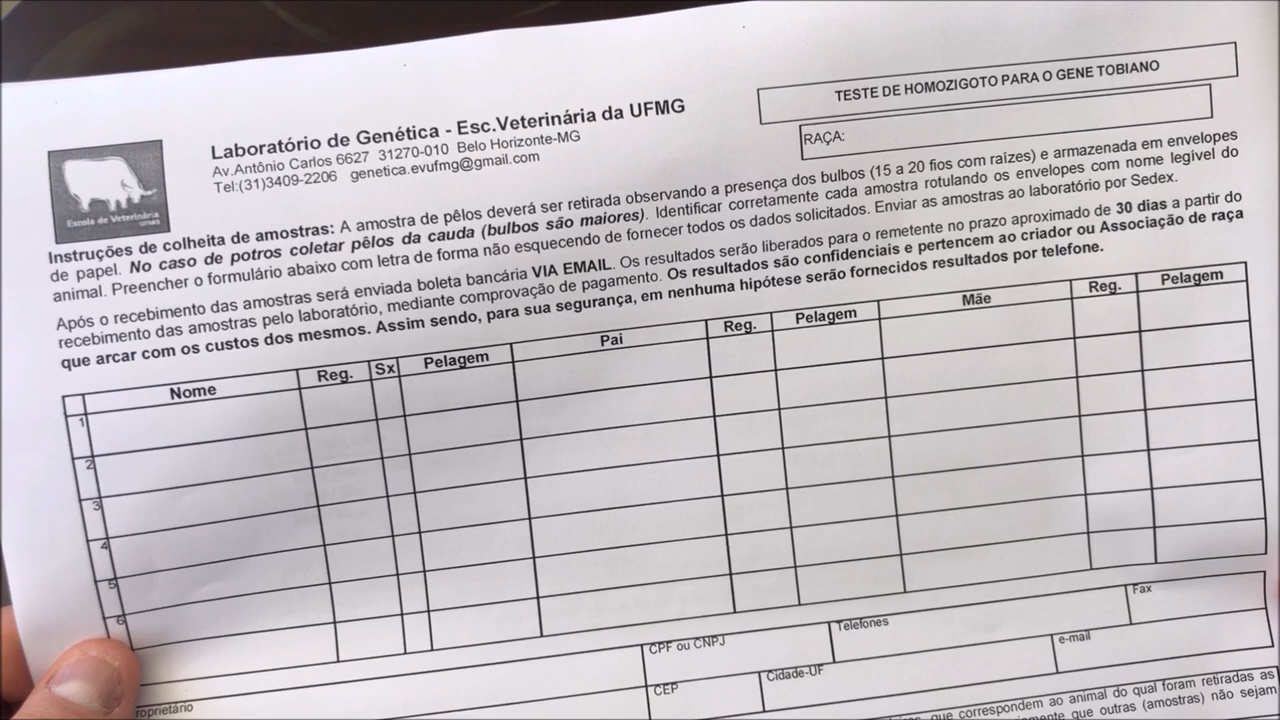 Escola de Veterinária
UFMG
Laboratório de Genética - Esc.Veterinária da UFMG
Av.Antônio Carlos 6627 31270-010 Belo Horizonte-MG
Tel:(31)3409-2206 genetica.evufmg@gmail.com
TESTE DE HOMOZIGOTO PARA O GENE TOBIANO
RAÇA:
Instruções de colheita de amostras: A amostra de pêlos deverá ser retirada observando a presença dos bulbos (15 a 20 fios com raízes) e armazenada em envelopes
de papel. No caso de potros coletar pêlos da cauda (bulbos são maiores). Identificar corretamente cada amostra rotulando os envelopes com nome legível do
animal. Preencher o formulário abaixo com letra de forma não esquecendo de fornecer todos os dados solicitados. Enviar as amostras ao laboratório por Sedex.
Após o recebimento das amostras será enviada boleta bancária VIA EMAIL. Os resultados serão liberados para o remetente no prazo aproximado de 30 dias a partir do
recebimento das amostras pelo laboratório, mediante comprovação de pagamento. Os resultados são confidenciais e pertencem ao criador ou Associação de raça
que arcar com os custos dos mesmos. Assim sendo, para sua segurança, em nenhuma hipótese serão fornecidos resultados por telefone.
Nome Reg. Sx Pelagem Pai Reg. Pelagem Mãe Reg. Pelagem
1
2
3
4
5
6
roprietário CPF ou CNPJ Telefones Fax
CEP Cidade-UF e-mail
que correspondem ao animal do qual foram retiradas as
que outras (amostras) não sejam